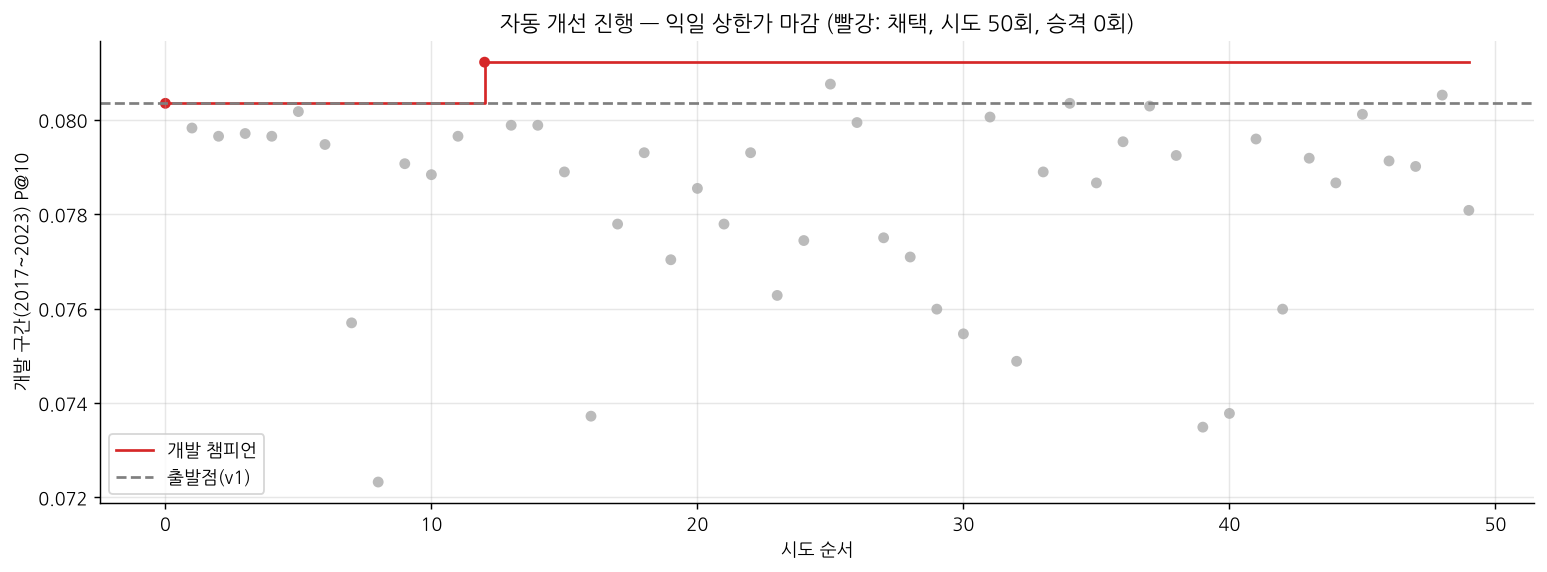 자동 개선 진행 — 익일 상한가 마감 (빨강: 채택, 시도 50회, 승격 0회)
개발 구간(2017~2023) P@10
0.080
0.078
0.076
0.074
0.072
개발 챔피언
출발점(v1)
0
10
20
30
40
50
시도 순서